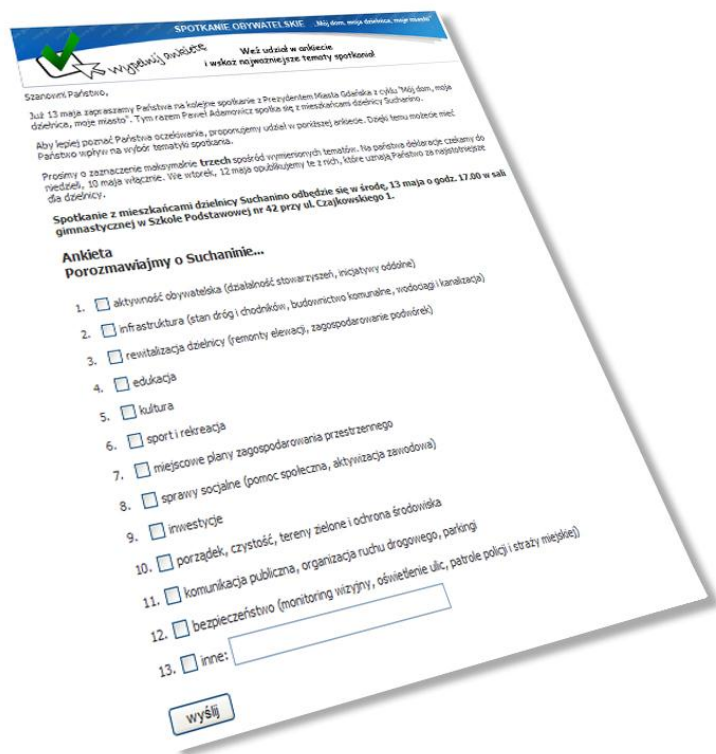 SPOTKANIE OBYWATELSKIE „Mój dom, moja dzielnica, moje miasto”
Wypełnij ankietę
Weź udział w ankiecie
i wskaż najważniejsze tematy spotkania!
Szanowni Państwo,
Już 13 maja zapraszamy Państwa na kolejne spotkanie z Prezydentem Miasta Gdańska z cyklu "Mój dom, moja
dzielnica, moje miasto". Tym razem Paweł Adamowicz spotka się z mieszkańcami dzielnicy Suchanino.
Aby lepiej poznać Państwa oczekiwania, proponujemy udział w poniższej ankiecie. Dzięki temu możecie mieć
Państwo wpływ na wybór tematyki spotkania.
Prosimy o zaznaczenie maksymalnie trzech spośród wymienionych tematów. Na państwa deklaracje czekamy do
niedzieli, 10 maja włącznie. We wtorek, 12 maja opublikujemy te z nich, które uznają Państwo za najistotniejsze
dla dzielnicy.
Spotkanie z mieszkańcami dzielnicy Suchanino odbędzie się w środę, 13 maja o godz. 17.00 w sali
gimnastycznej w Szkole Podstawowej nr 42 przy ul. Czajkowskiego 1.
Ankieta
Porozmawiajmy o Suchaninie...
1. aktywność obywatelska (działalność stowarzyszeń, inicjatywy oddolne)
2. infrastruktura (stan dróg i chodników, budownictwo komunalne, wodociągi i kanalizacja)
3. rewitalizacja dzielnicy (remonty elewacji, zagospodarowanie podwórek)
4. edukacja
5. kultura
6. sport i rekreacja
7. miejscowe plany zagospodarowania przestrzennego
8. sprawy socjalne (pomoc społeczna, aktywizacja zawodowa)
9. inwestycje
10. porządek, czystość, tereny zielone i ochrona środowiska
11. komunikacja publiczna, organizacja ruchu drogowego, parkingi
12. bezpieczeństwo (monitoring wizyjny, oświetlenie ulic, patrole policji i straży miejskiej)
13. inne:
wyślij